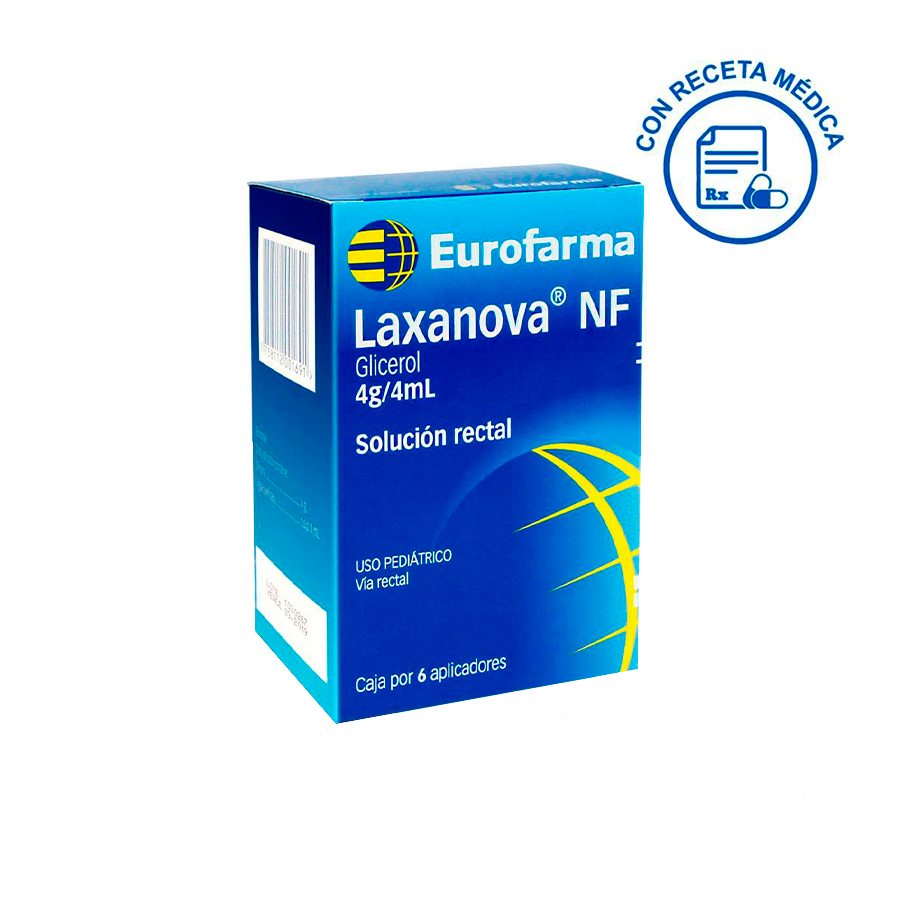 CON RECETA MÉDICA
Rx
Eurofarma
Eurofarma
Laxanova® NF
Glicerol
4g/4mL
Solución rectal
USO PEDIÁTRICO
Vía rectal
Caja por 6 aplicadores